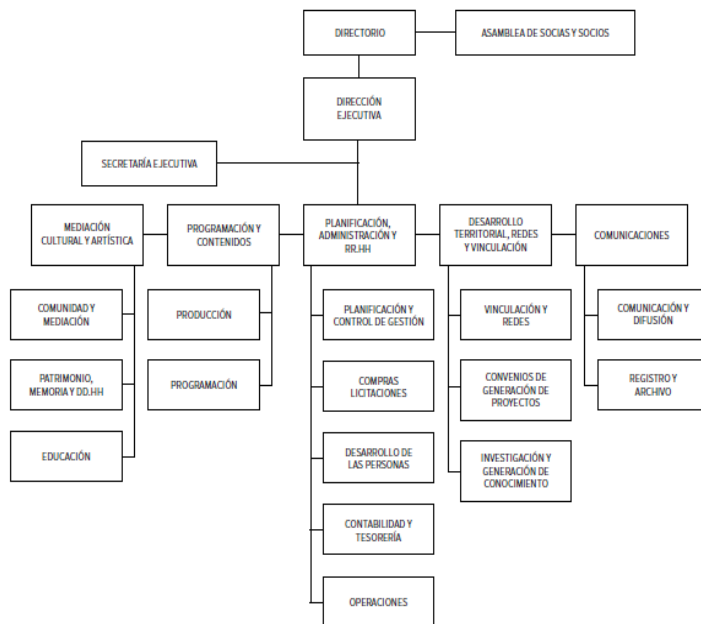 DIRECTORIO
ASAMBLEA DE SOCIAS Y SOCIOS
DIRECCIÓN
EJECUTIVA
SECRETARÍA EJECUTIVA
MEDIACIÓN
CULTURAL Y ARTÍSTICA
PROGRAMACIÓN Y
CONTENIDOS
PLANIFICACIÓN,
ADMINISTRACIÓN Y
RR.HH
DESARROLLO
TERRITORIAL, REDES
Y VINCULACIÓN
COMUNICACIONES
COMUNIDAD Y
MEDIACIÓN
PRODUCCIÓN
PLANIFICACIÓN Y
CONTROL DE GESTIÓN
VINCULACIÓN Y
REDES
COMUNICACIÓN Y
DIFUSIÓN
PATRIMONIO,
MEMORIA Y DD.HH
PROGRAMACIÓN
COMPRAS
LICITACIONES
CONVENIOS DE
GENERACIÓN DE
PROYECTOS
REGISTRO Y
ARCHIVO
EDUCACIÓN
DESARROLLO DE
LAS PERSONAS
INVESTIGACIÓN Y
GENERACIÓN DE
CONOCIMIENTO
CONTABILIDAD Y
TESORERÍA
OPERACIONES